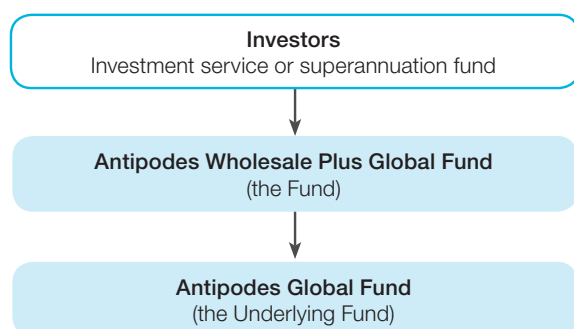 Investors
Investment service or superannuation fund
Antipodes Wholesale Plus Global Fund
(the Fund)
Antipodes Global Fund
(the Underlying Fund)